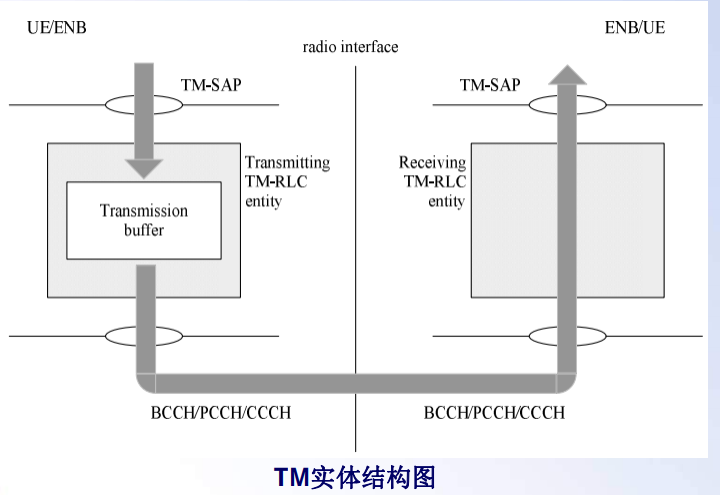 UE/ENB
ENB/UE
radio interface
TM-SAP
TM-SAP
Transmitting
TM-RLC
entity
Receiving
TM-RLC
entity
Transmission
buffer
BCCH/PCCH/CCCH
BCCH/PCCH/CCCH
TM实体结构图